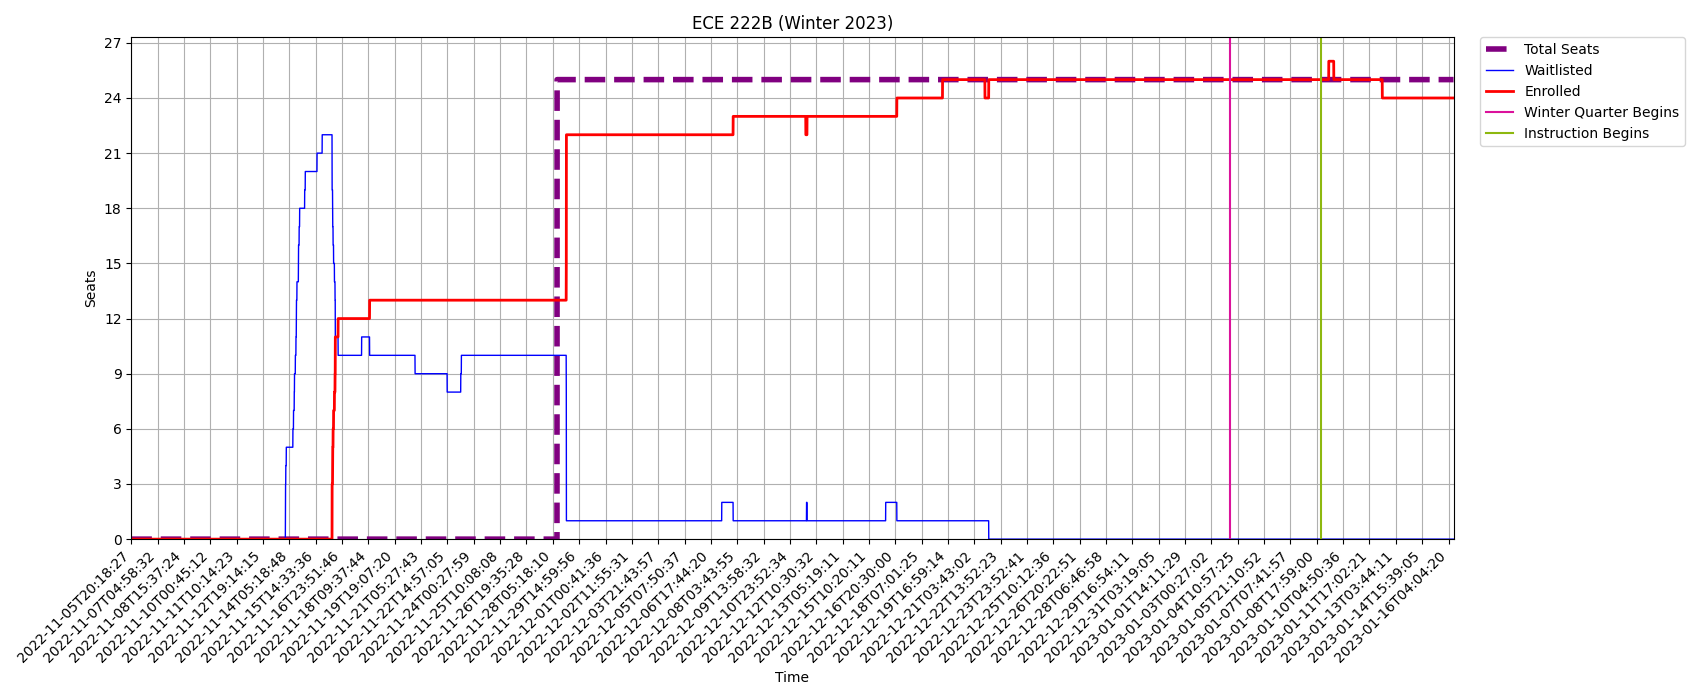 ECE 222B (Winter 2023)
Total Seats
Waitlisted
Enrolled
Winter Quarter Begins
Instruction Begins
Seats
27
24
21
18
15
12
9
6
3
0
2022-11-05T20:18:27
2022-11-07T04:58:32
2022-11-08T15:37:24
2022-11-10T00:45:12
2022-11-11T10:14:23
2022-11-12T19:14:15
2022-11-14T05:18:48
2022-11-15T14:33:36
2022-11-16T23:51:46
2022-11-18T09:37:44
2022-11-19T19:07:20
2022-11-21T05:27:43
2022-11-22T14:57:05
2022-11-24T00:27:59
2022-11-25T10:08:08
2022-11-26T19:35:28
2022-11-28T05:18:10
2022-11-29T14:59:56
2022-12-01T00:41:36
2022-12-02T11:55:31
2022-12-03T21:43:57
2022-12-05T07:50:37
2022-12-06T17:44:20
2022-12-08T03:43:55
2022-12-09T13:58:32
2022-12-10T23:52:34
2022-12-12T10:30:32
2022-12-13T05:19:11
2022-12-15T10:20:11
2022-12-16T20:30:00
2022-12-18T07:01:25
2022-12-19T16:59:14
2022-12-21T03:43:02
2022-12-22T13:52:23
2022-12-23T23:52:41
2022-12-25T10:12:36
2022-12-26T20:22:51
2022-12-28T06:46:58
2022-12-29T16:54:11
2022-12-31T03:19:05
2023-01-01T14:11:29
2023-01-03T00:27:02
2023-01-04T10:57:25
2023-01-05T21:10:52
2023-01-07T07:41:57
2023-01-08T17:59:00
2023-01-10T04:50:36
2023-01-11T17:02:21
2023-01-13T03:44:11
2023-01-14T15:39:05
2023-01-16T04:04:20
Time